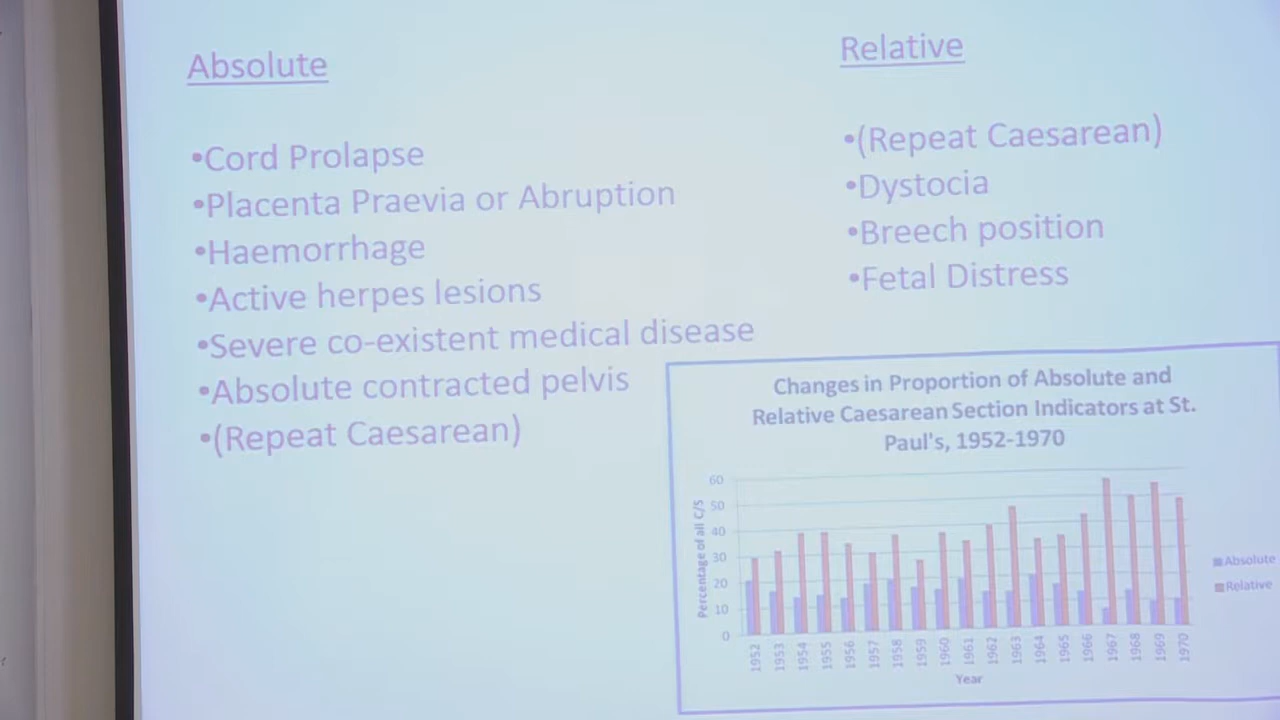 Absolute
•Cord Prolapse
•Placenta Praevia or Abruption
•Haemorrhage
•Active herpes lesions
•Severe co-existent medical disease
•Absolute contracted pelvis
•(Repeat Caesarean)
Relative
•(Repeat Caesarean)
•Dystocia
•Breech position
•Fetal Distress
Changes in Proportion of Absolute and
Relative Caesarean Section Indicators at St.
Paul's, 1952-1970
Percentage of all C/S
60
50
40
30
20
10
0
1952 1953 1954 1955 1956 1957 1958 1959 1960 1961 1962 1963 1964 1965 1966 1967 1968 1969 1970
Year
Absolute
Relative